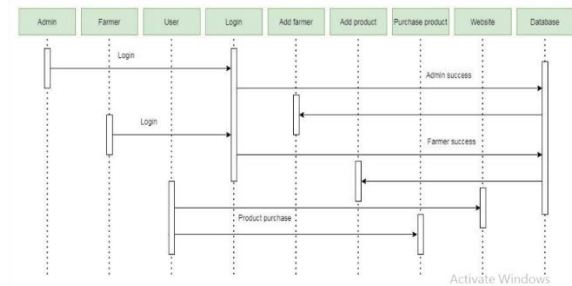 Admin
Farmer
User
Login
Add farmer
Add product
Purchase product
Website
Database
Login
Admin success
Login
Farmer success
Product purchase
Activate Windows